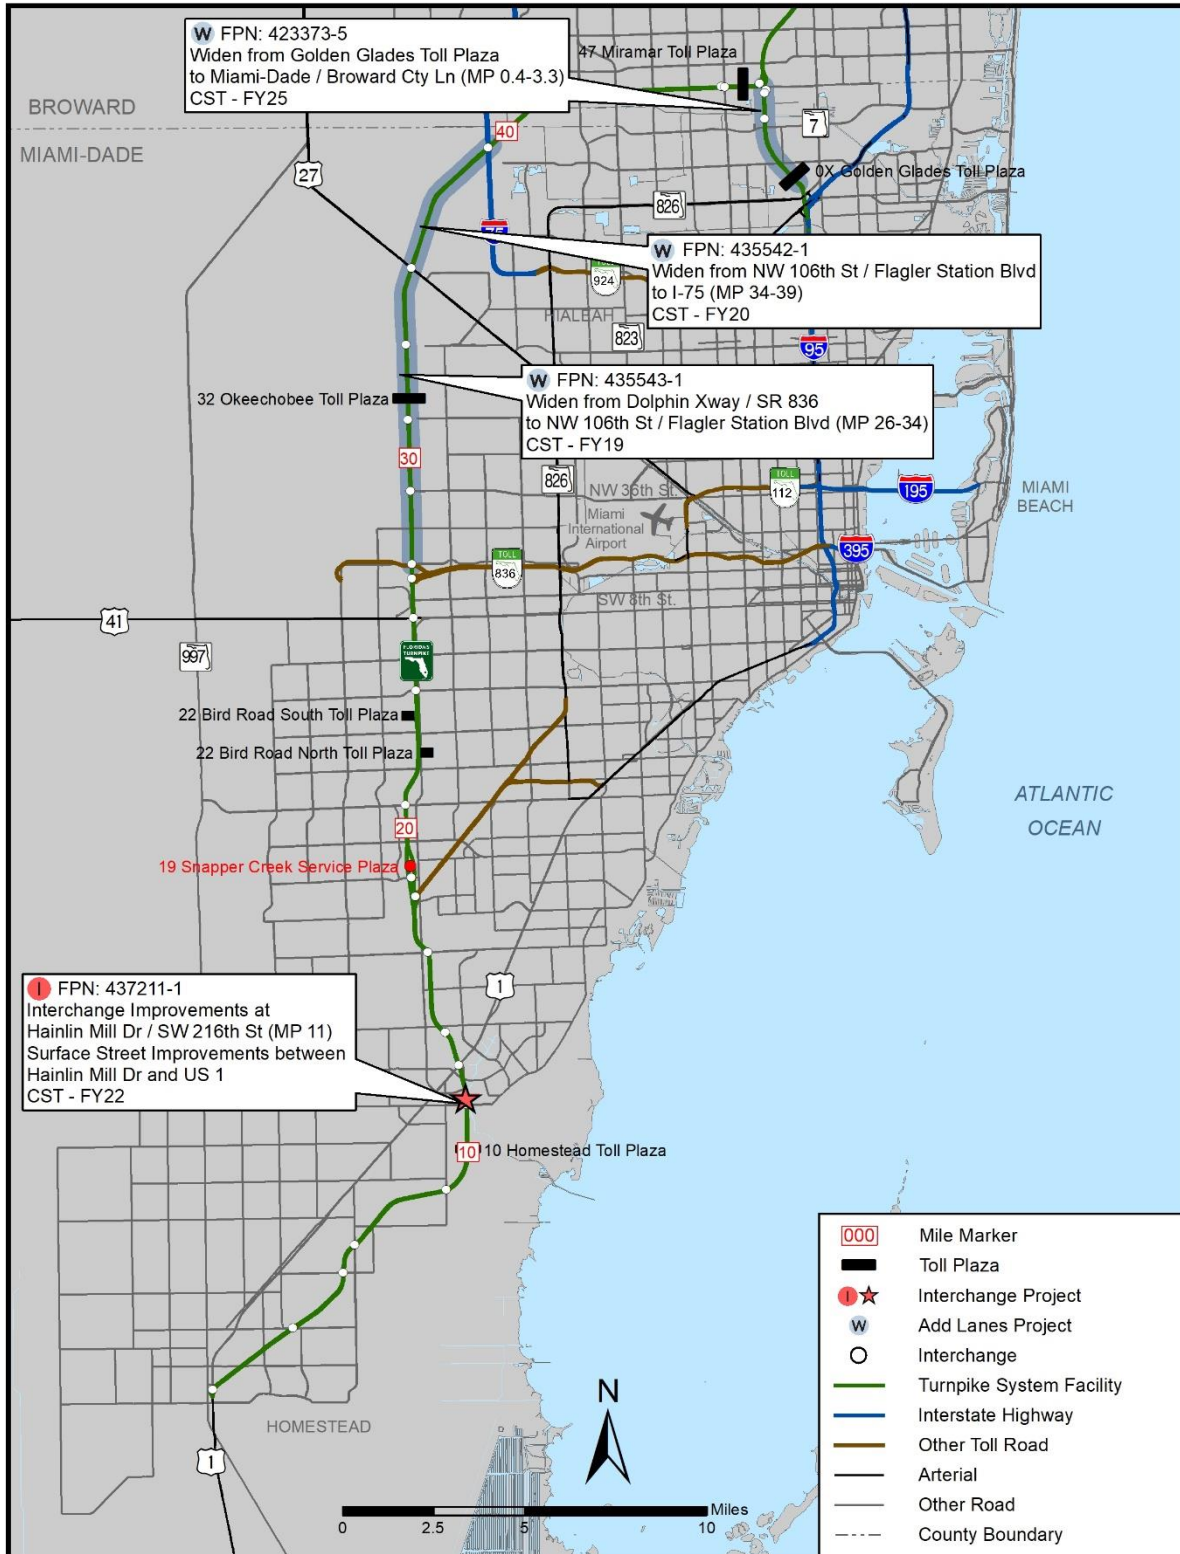 W FPN: 423373-5
Widen from Golden Glades Toll Plaza
to Miami-Dade / Broward Cty Ln (MP 0.4-3.3)
CST - FY25
47 Miramar Toll Plaza
BROWARD
MIAMI-DADE
40
7
27
0X Golden Glades Toll Plaza
826
75
W FPN: 435542-1
Widen from NW 106th St / Flagler Station Blvd
to I-75 (MP 34-39)
CST - FY20
TOLL
924
HIALEAH
823
95
W FPN: 435543-1
Widen from Dolphin Xway / SR 836
to NW 106th St / Flagler Station Blvd (MP 26-34)
CST - FY19
32 Okeechobee Toll Plaza
30
826
NW 36th St.
TOLL
112
195
MIAMI
BEACH
Miami
International
Airport
395
TOLL
836
SW 8th St.
41
997
FLORIDA'S
TURNPIKE
22 Bird Road South Toll Plaza
22 Bird Road North Toll Plaza
ATLANTIC
OCEAN
20
19 Snapper Creek Service Plaza
1
I FPN: 437211-1
Interchange Improvements at
Hainlin Mill Dr / SW 216th St (MP 11)
Surface Street Improvements between
Hainlin Mill Dr and US 1
CST - FY22
10
10 Homestead Toll Plaza
HOMESTEAD
1
N
Miles
0 2.5 5 10
000 Mile Marker
Toll Plaza
I Interchange Project
W Add Lanes Project
Interchange
Turnpike System Facility
Interstate Highway
Other Toll Road
Arterial
Other Road
County Boundary